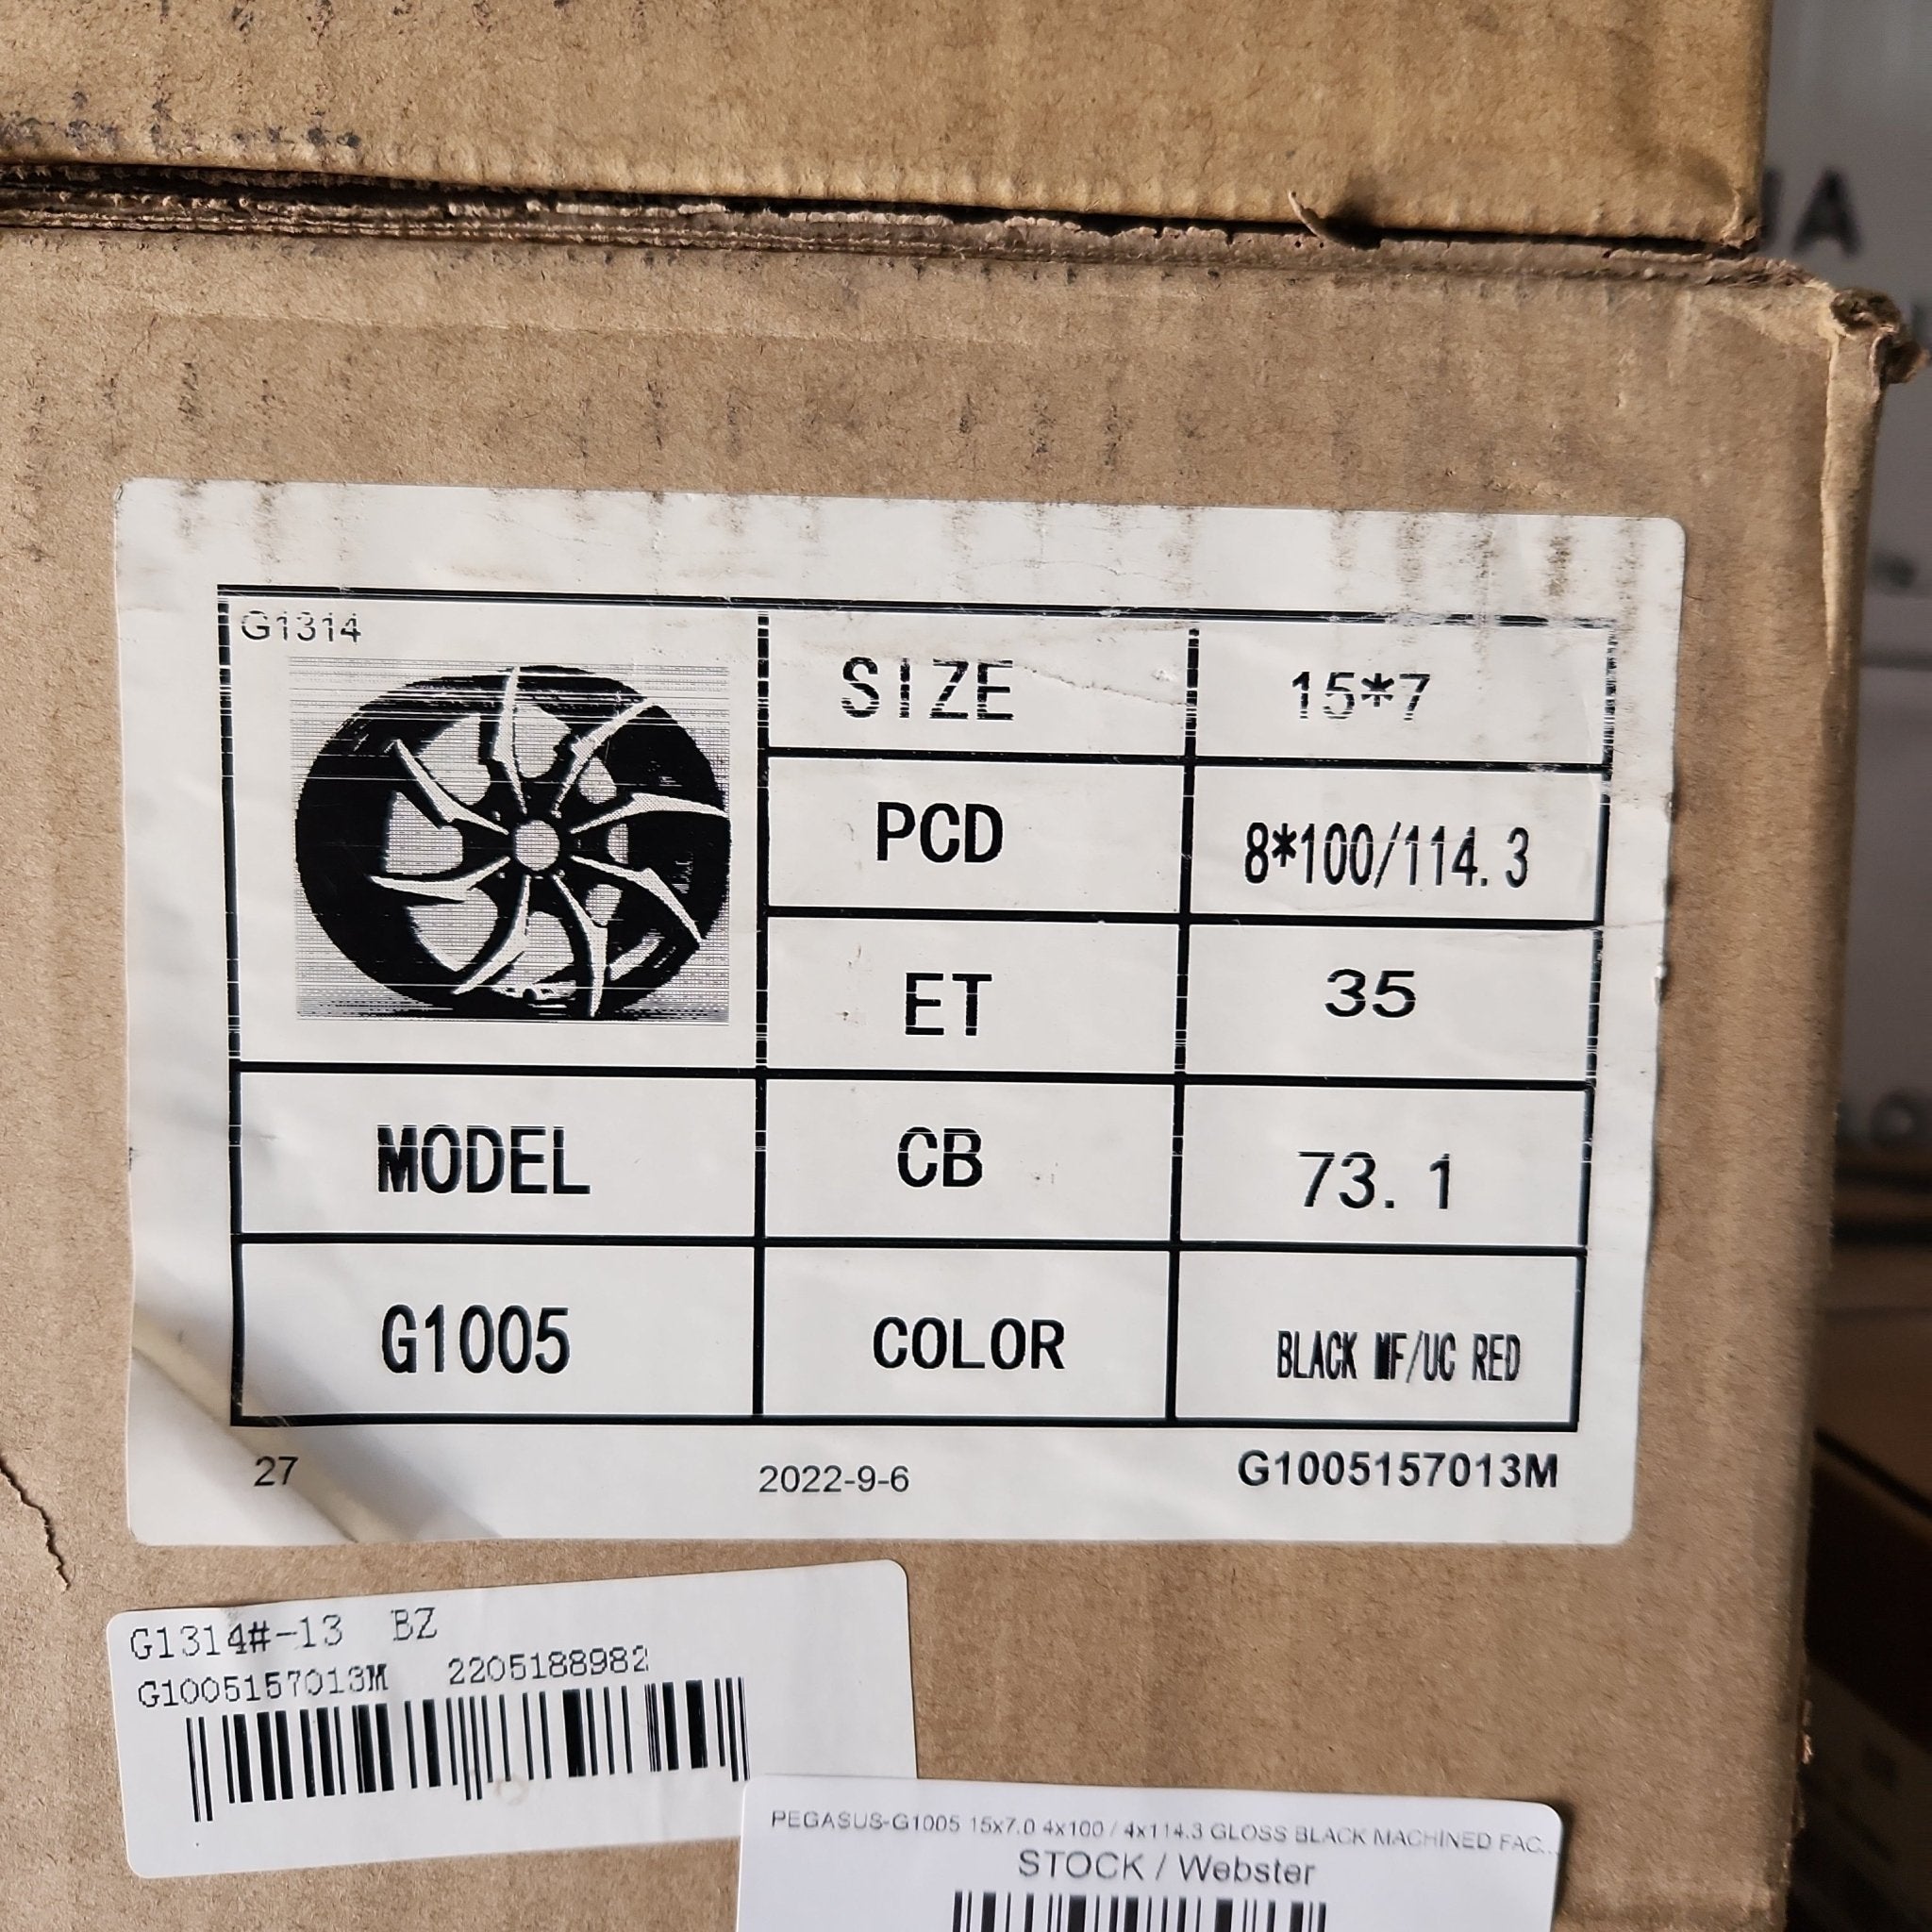 G1314
SIZE 15*7
PCD 8*100/114.3
ET 35
MODEL CB 73.1
G1005 COLOR BLACK MF/UC RED
27 2022-9-6 G1005157013M
G1314#-13 BZ
G1005157013M 2205188982
PEGASUS-G1005 15x7.0 4x100 / 4x114.3 GLOSS BLACK MACHINED FAC...
STOCK / Webster